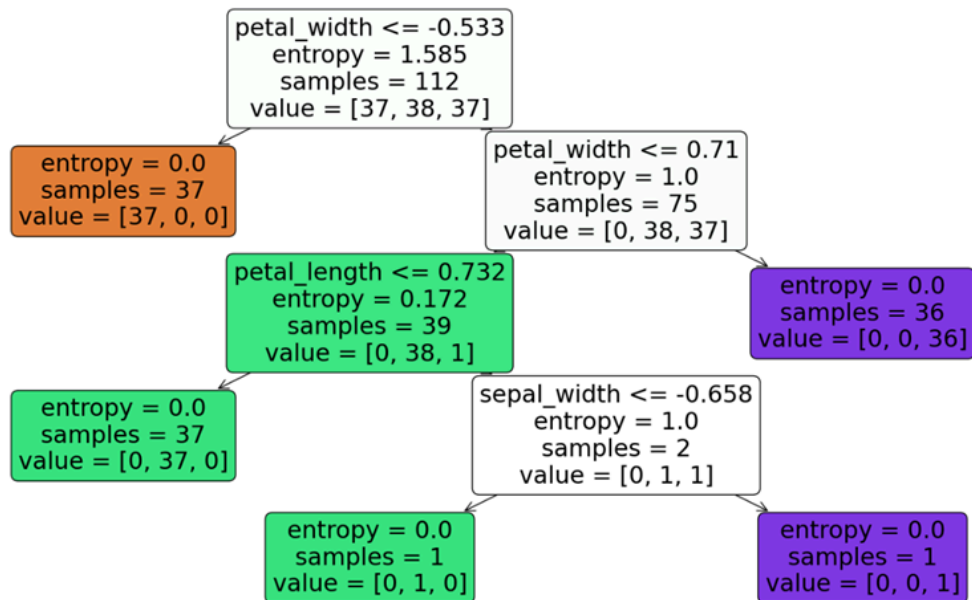 petal_width <= -0.533
entropy = 1.585
samples = 112
value = [37, 38, 37]
entropy = 0.0
samples = 37
value = [37, 0, 0]
petal_width <= 0.71
entropy = 1.0
samples = 75
value = [0, 38, 37]
petal_length <= 0.732
entropy = 0.172
samples = 39
value = [0, 38, 1]
entropy = 0.0
samples = 36
value = [0, 0, 36]
entropy = 0.0
samples = 37
value = [0, 37, 0]
sepal_width <= -0.658
entropy = 1.0
samples = 2
value = [0, 1, 1]
entropy = 0.0
samples = 1
value = [0, 1, 0]
entropy = 0.0
samples = 1
value = [0, 0, 1]